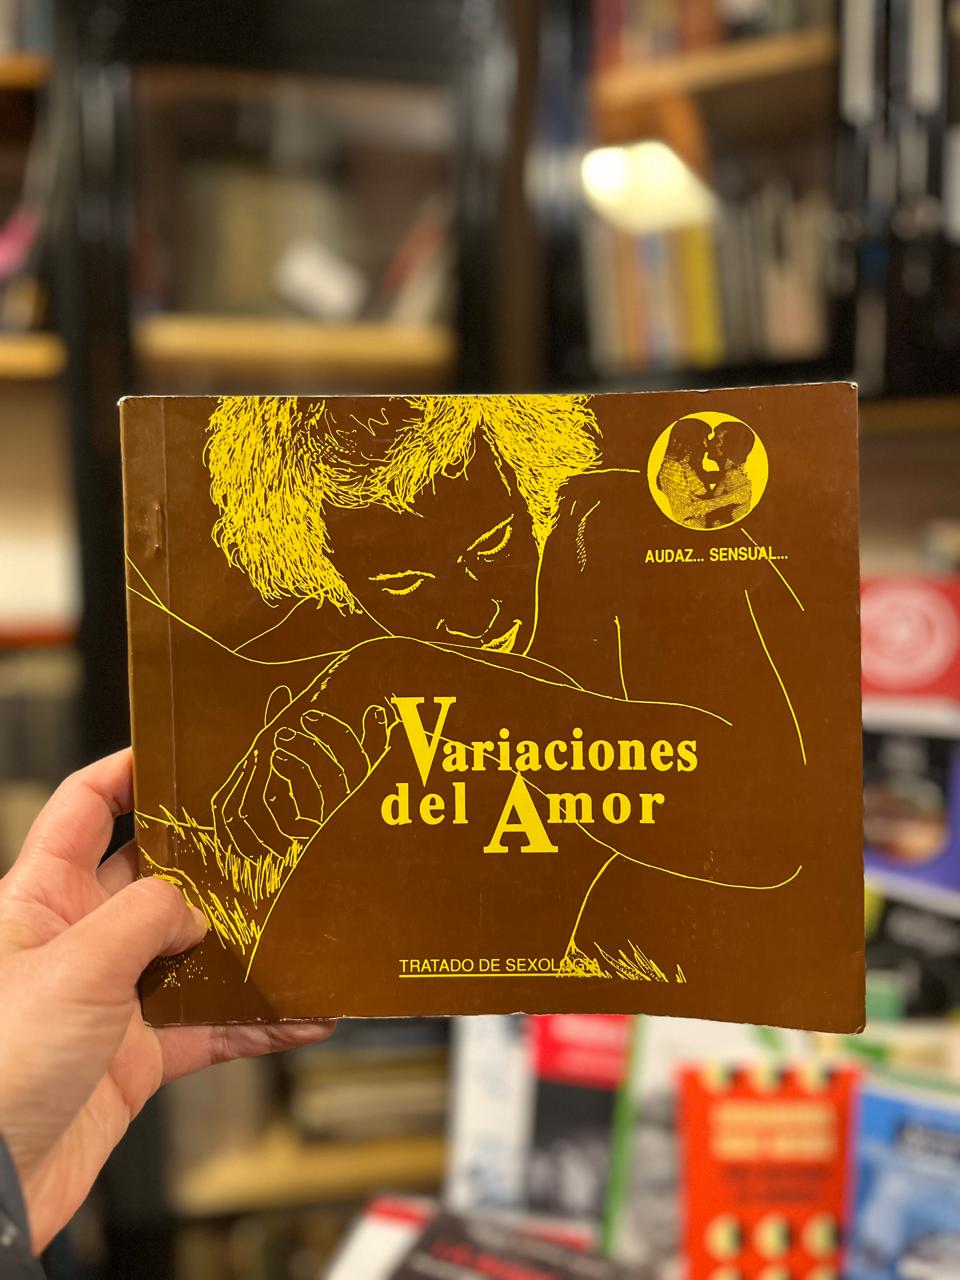 AUDAZ... SENSUAL...
Variaciones
del Amor
TRATADO DE SEXOLOGIA